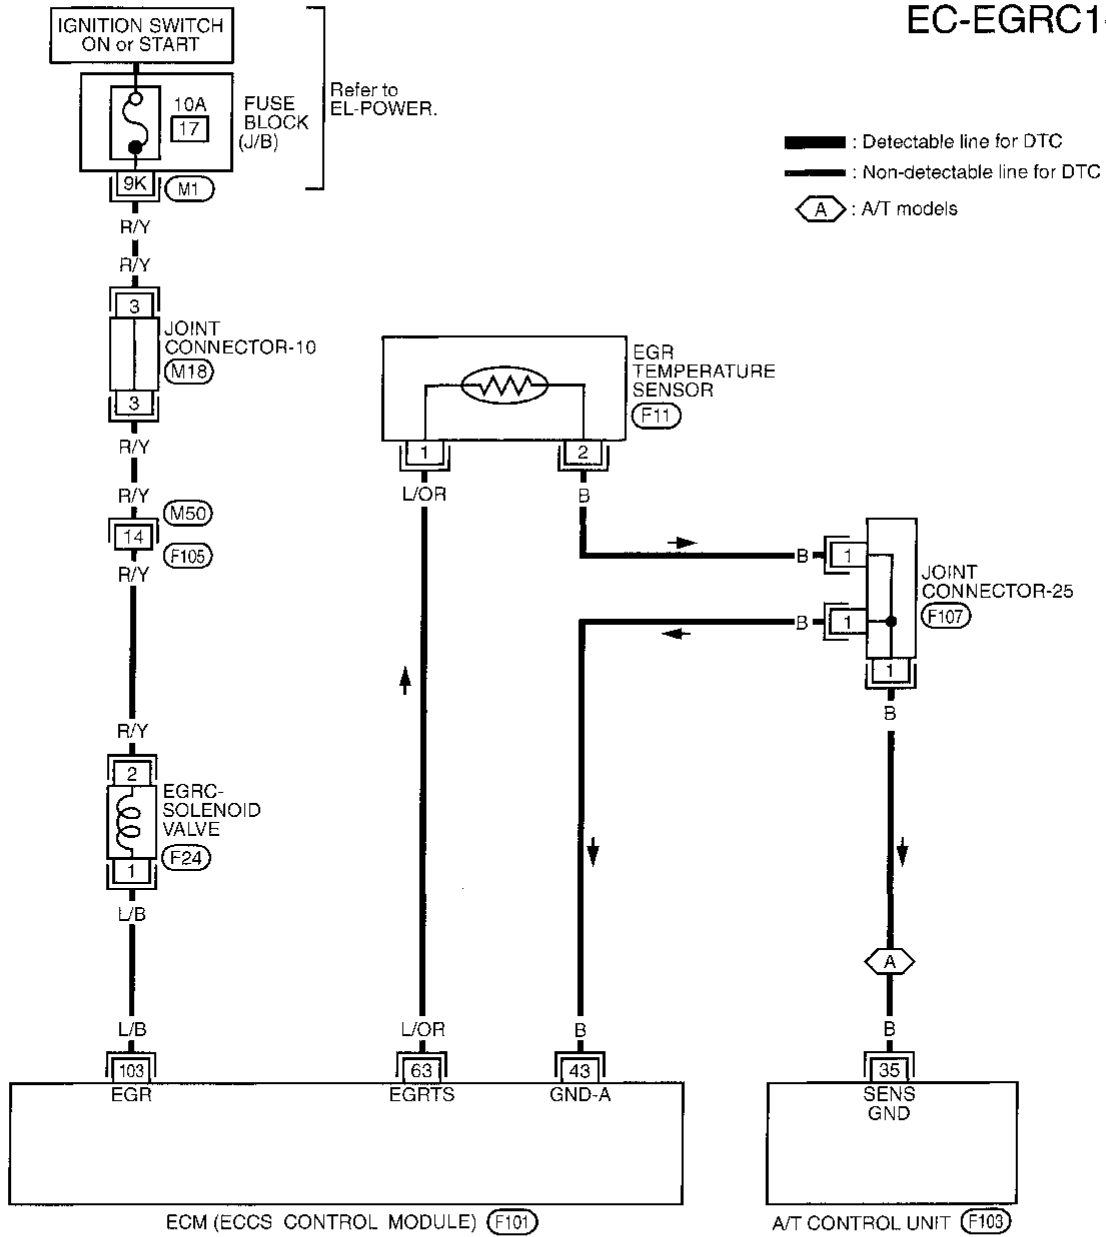 EC-EGRC1-
IGNITION SWITCH
ON or START
10A
17
FUSE
BLOCK
(J/B)
Refer to
EL-POWER.
9K
M1
: Detectable line for DTC
: Non-detectable line for DTC
A
: A/T models
R/Y
R/Y
3
JOINT
CONNECTOR-10
M18
3
R/Y
R/Y
M50
14
F105
R/Y
R/Y
2
EGRC-
SOLENOID
VALVE
F24
1
L/B
L/B
EGR
TEMPERATURE
SENSOR
F11
1
2
L/OR
B
B
1
JOINT
CONNECTOR-25
F107
B
1
1
B
A
L/OR
B
B
103
63
43
35
EGR
EGRTS
GND-A
SENS
GND
ECM (ECCS CONTROL MODULE)
F101
A/T CONTROL UNIT
F103